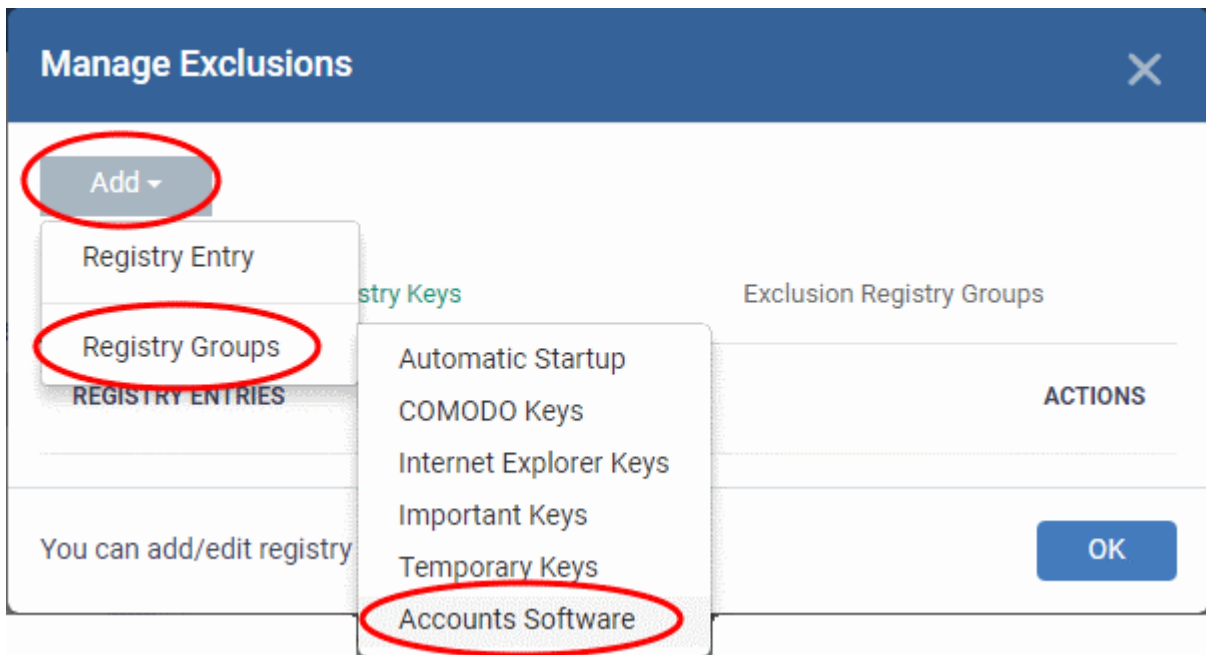 Manage Exclusions
Add
Registry Entry
stry Keys
Exclusion Registry Groups
Registry Groups
Automatic Startup
REGISTRY ENTRIES
ACTIONS
COMODO Keys
Internet Explorer Keys
Important Keys
You can add/edit registry
OK
Temporary Keys
Accounts Software